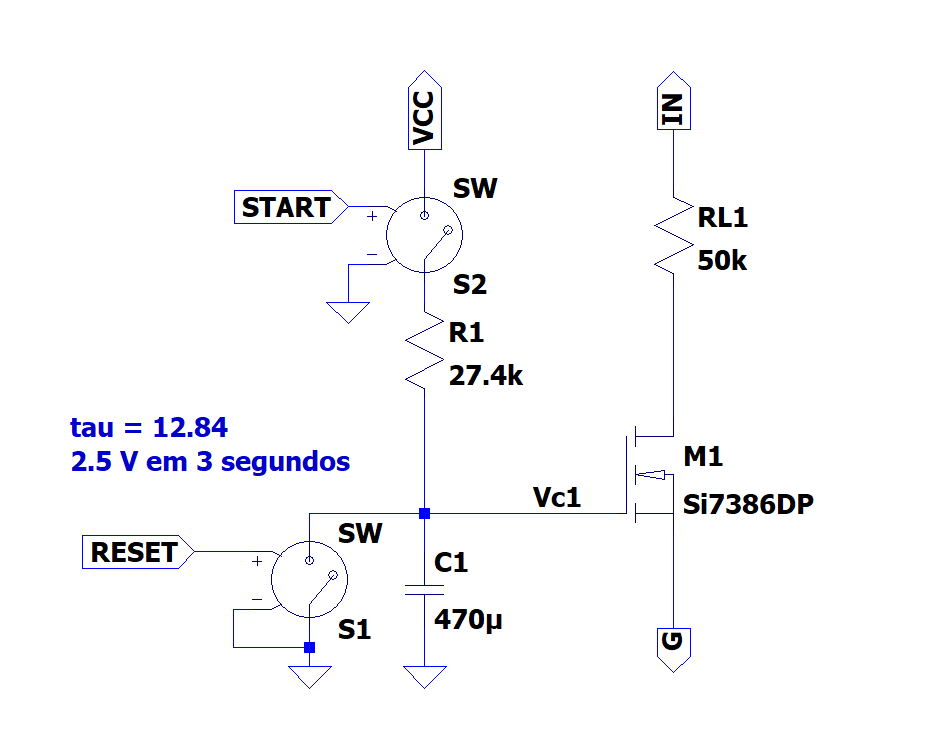 VCC
IN
SW
START
+
−
S2
RL1
50k
R1
27.4k
tau = 12.84
2.5 V em 3 segundos
M1
Si7386DP
Vc1
SW
RESET
+
−
S1
C1
470µ
G